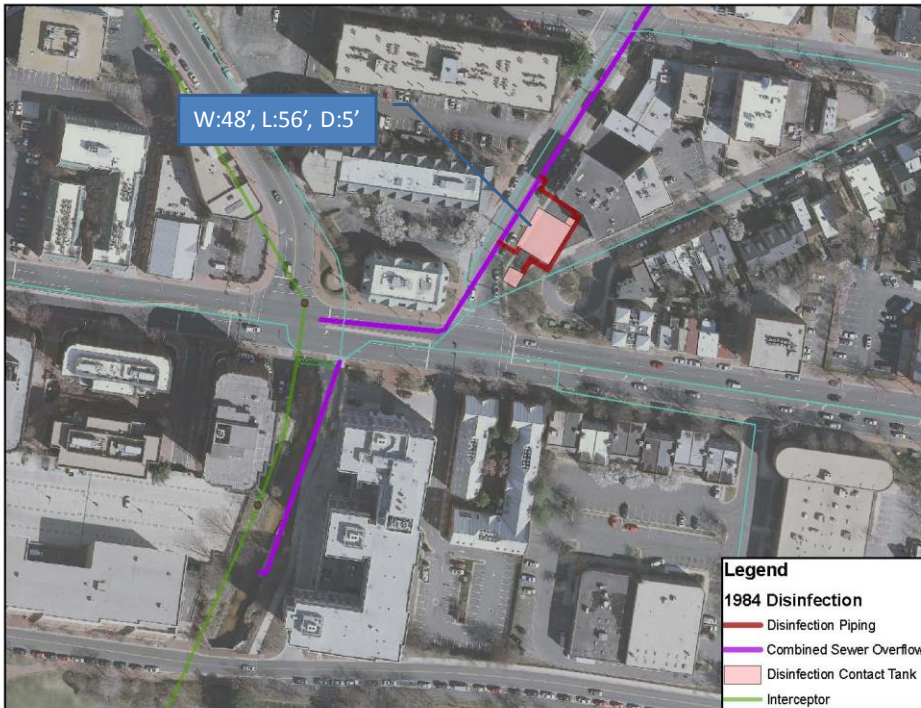 W:48’, L:56’, D:5’
Legend
1984 Disinfection
Disinfection Piping
Combined Sewer Overflow
Disinfection Contact Tank
Interceptor